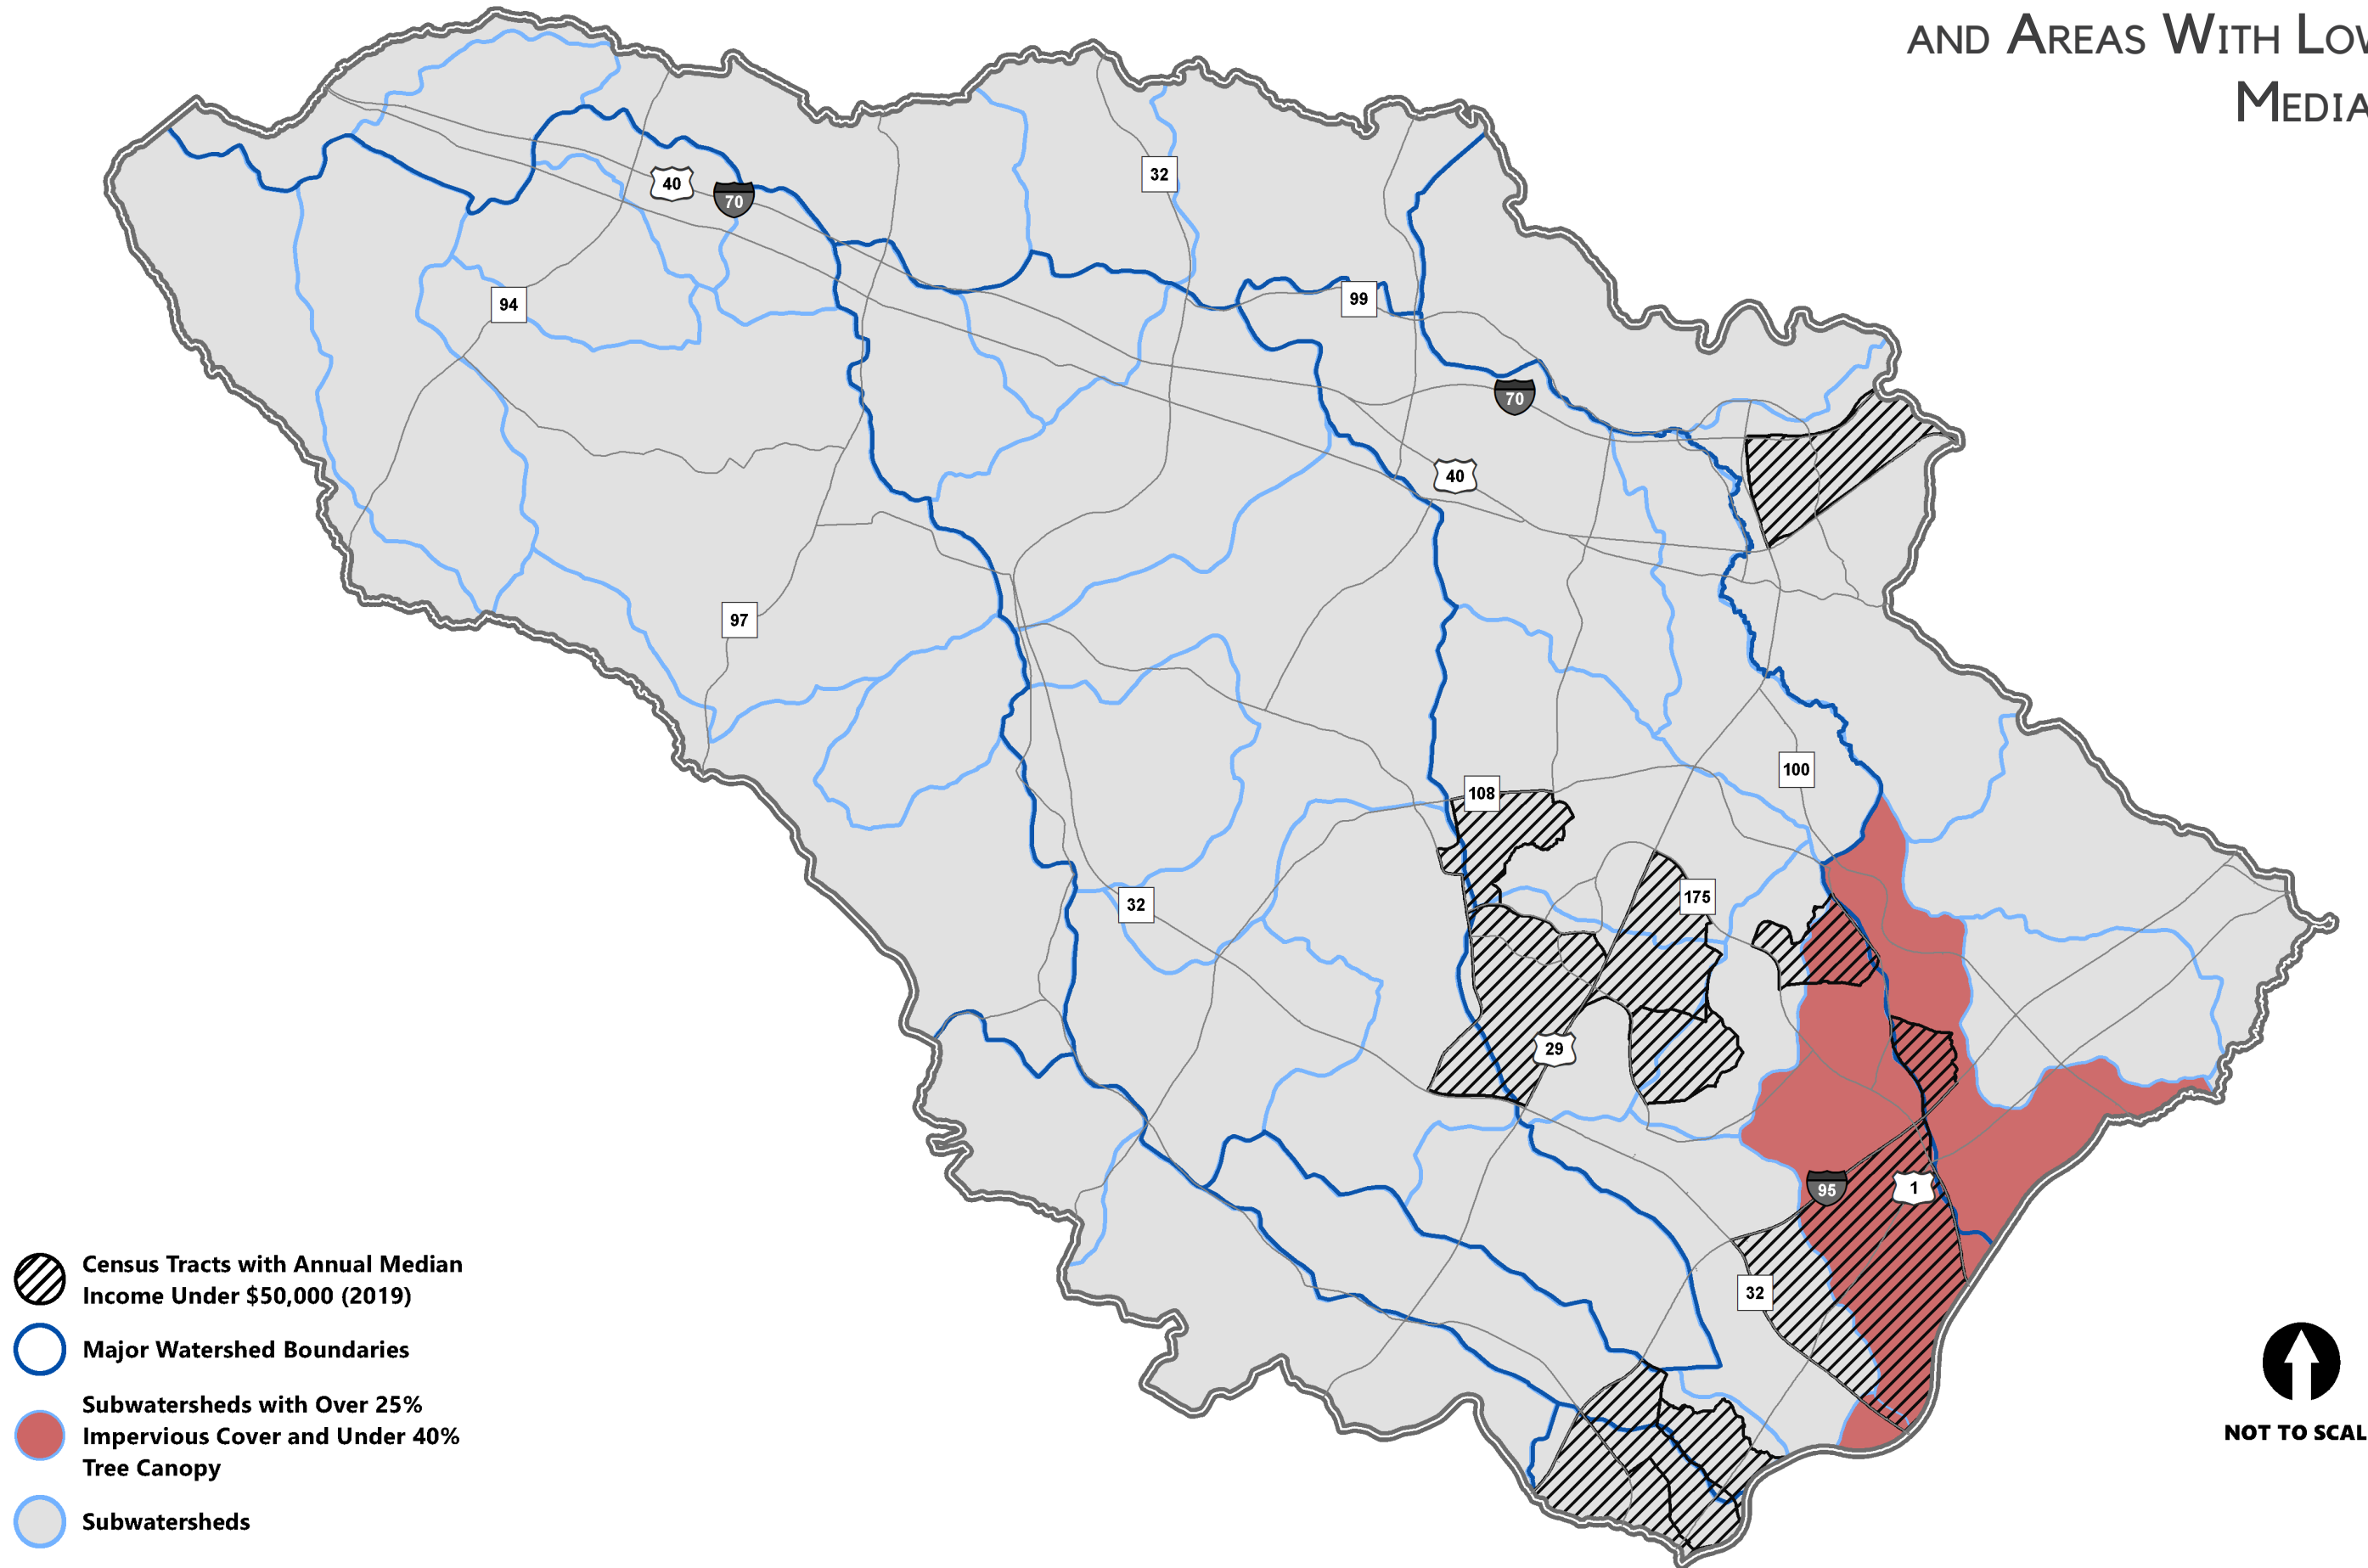 AND AREAS WITH LOW
MEDIA
40
70
32
94
99
70
40
97
108
100
175
32
29
95
1
32
Census Tracts with Annual Median
Income Under $50,000 (2019)
Major Watershed Boundaries
Subwatersheds with Over 25%
Impervious Cover and Under 40%
Tree Canopy
Subwatersheds
NOT TO SCAL